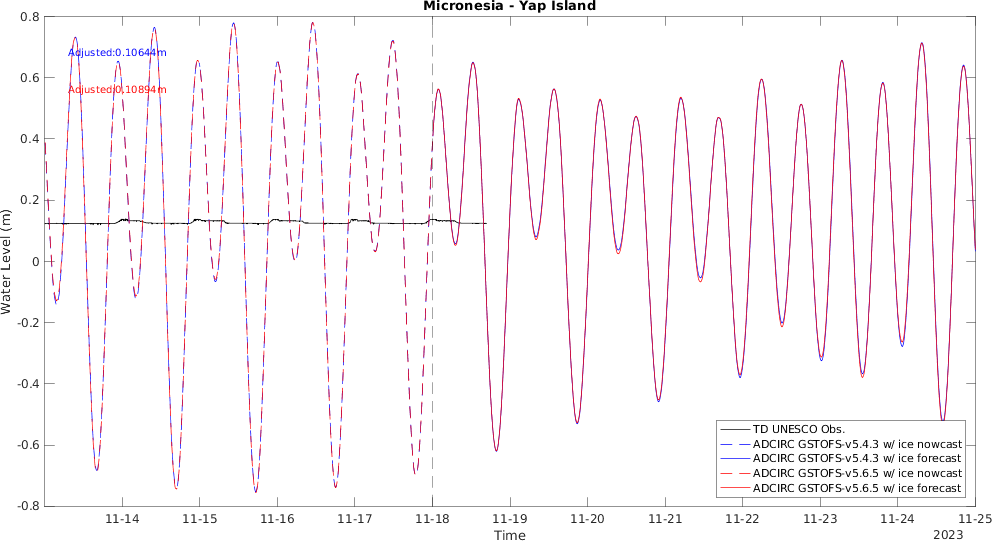 Micronesia - Yap Island
0.8
0.6
0.4
0.2
0
-0.2
-0.4
-0.6
-0.8
Water Level (m)
Adjusted:0.10644m
Adjusted:0.10894m
TD UNESCO Obs.
ADCIRC GSTOFS-v5.4.3 w/ ice nowcast
ADCIRC GSTOFS-v5.4.3 w/ ice forecast
ADCIRC GSTOFS-v5.6.5 w/ ice nowcast
ADCIRC GSTOFS-v5.6.5 w/ ice forecast
11-14 11-15 11-16 11-17 11-18 11-19 11-20 11-21 11-22 11-23 11-24 11-25
Time
2023